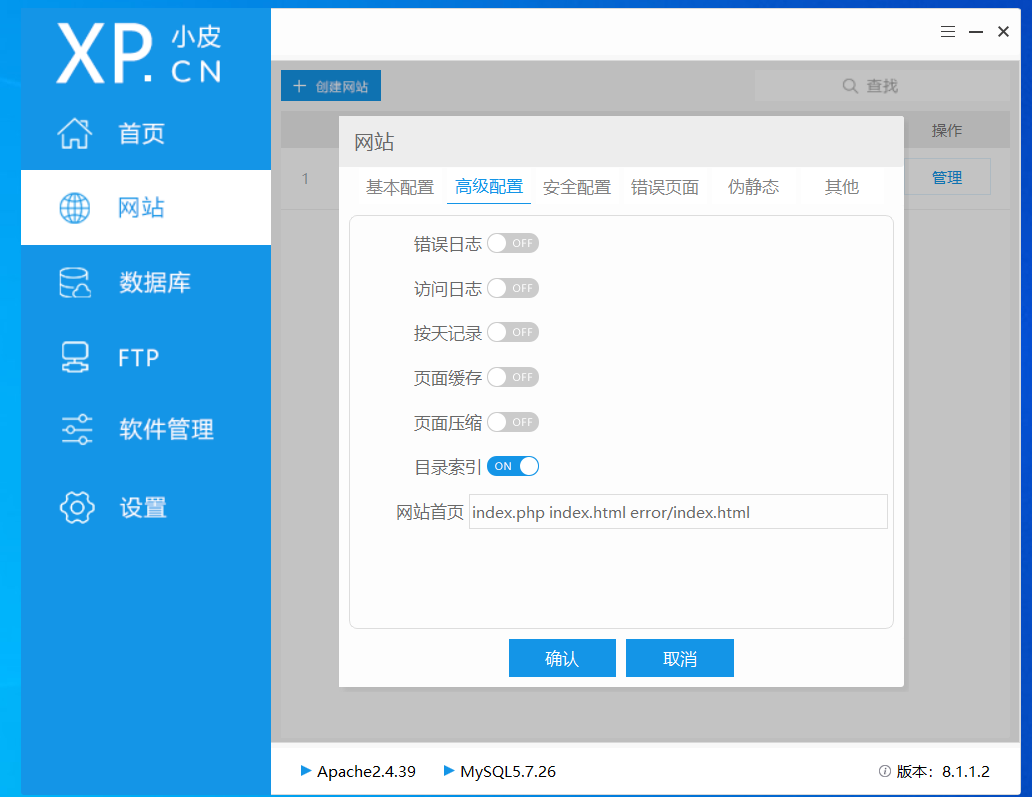 XP. 小皮
CN
首页
网站
数据库
FTP
软件管理
设置
创建网站
查找
操作
1
管理
网站
基本配置 高级配置 安全配置 错误页面 伪静态 其他
错误日志 OFF
访问日志 OFF
按天记录 OFF
页面缓存 OFF
页面压缩 OFF
目录索引 ON
网站首页 index.php index.html error/index.html
确认 取消
Apache2.4.39 MySQL5.7.26 版本：8.1.1.2